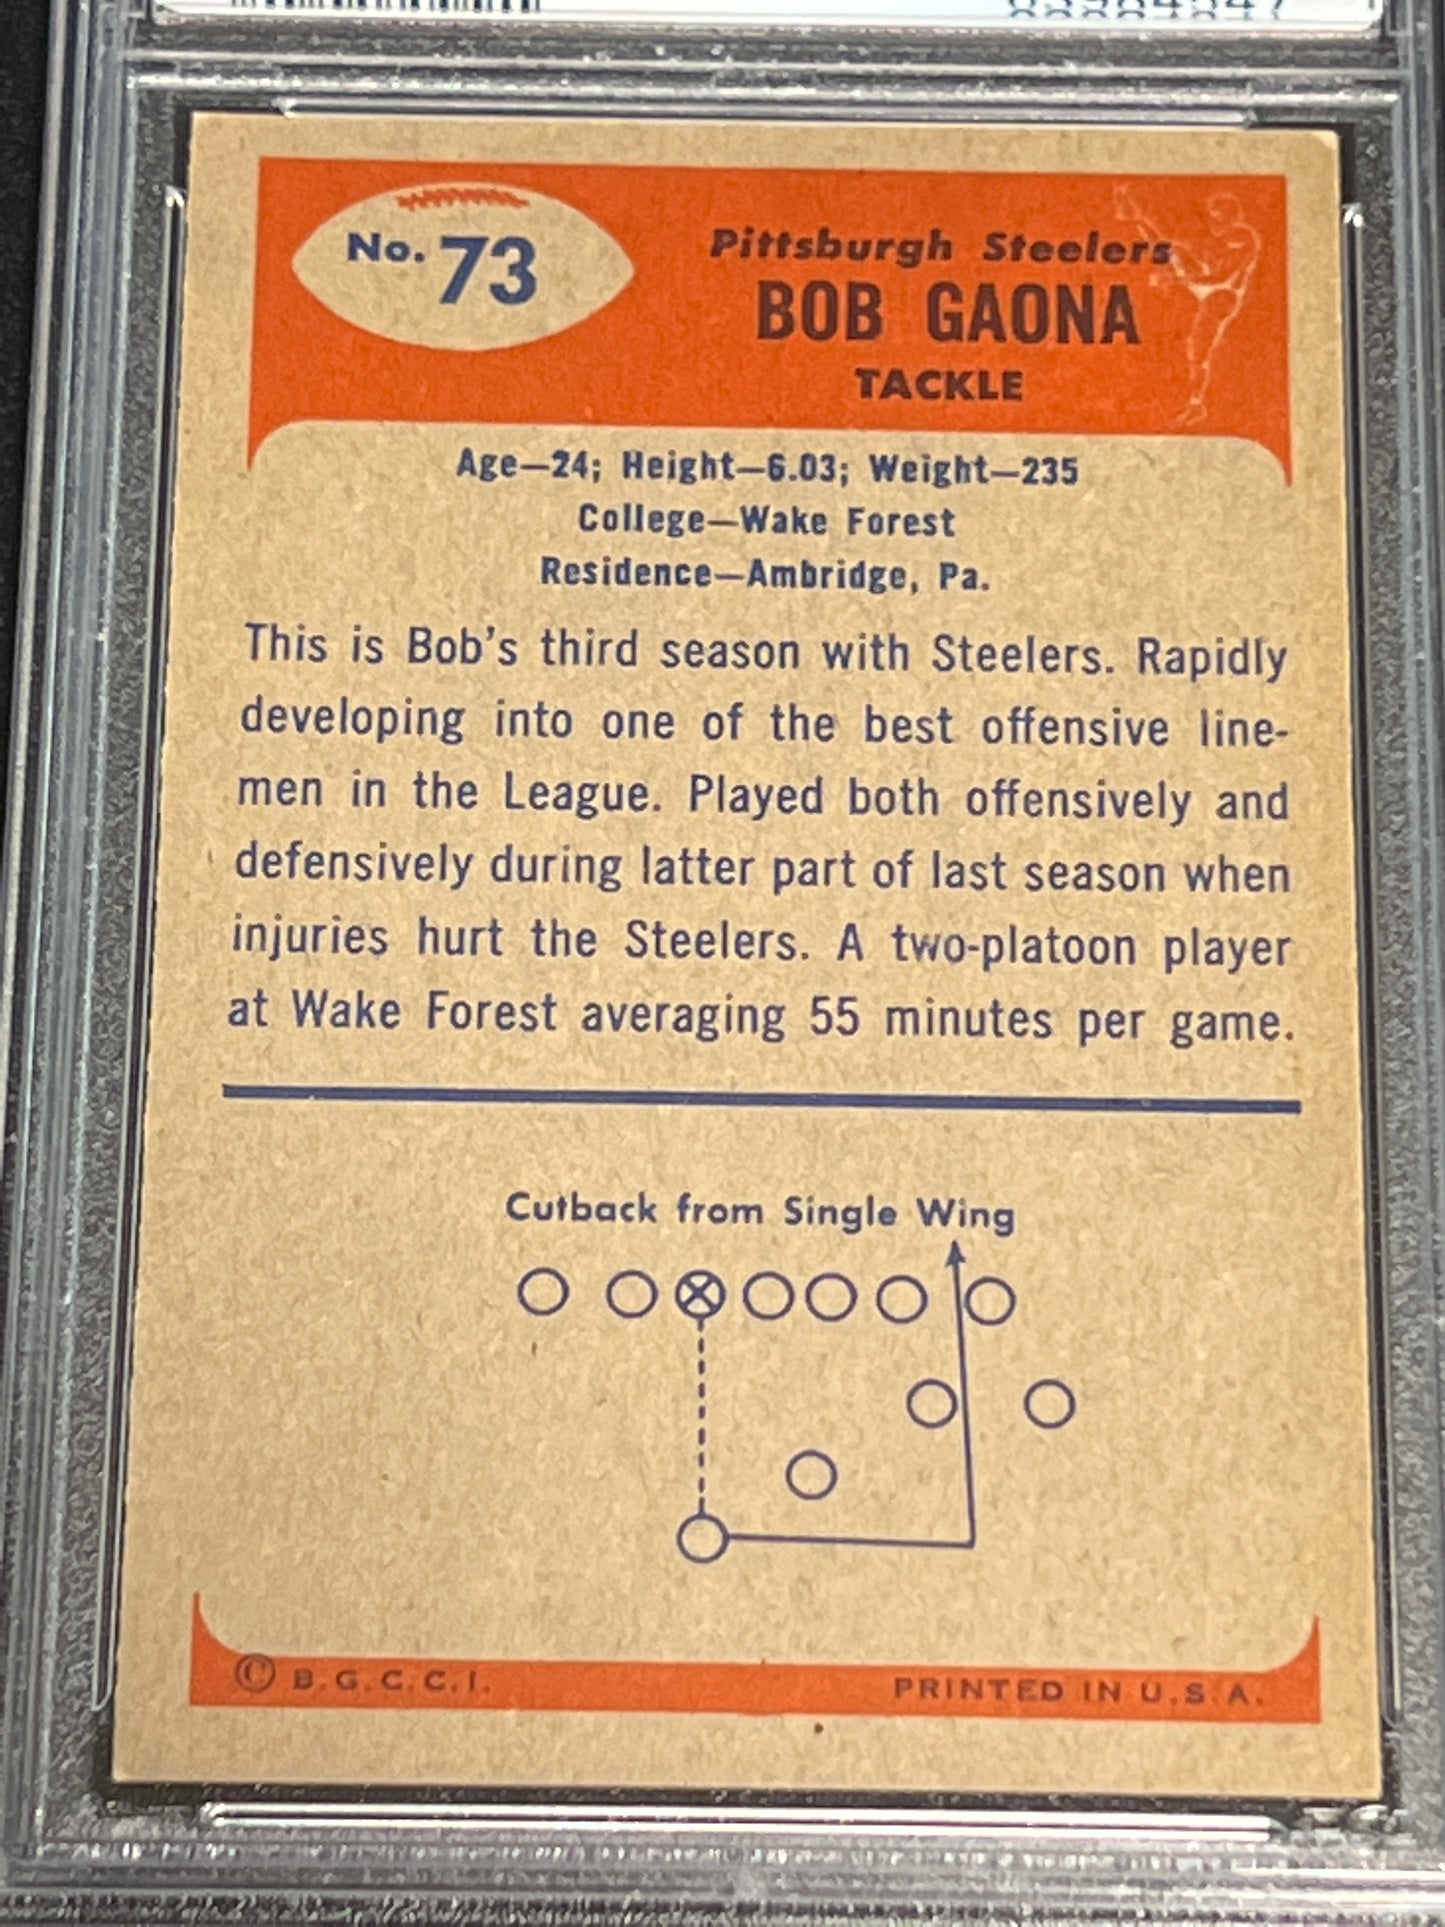 No. 73
Pittsburgh Steelers
BOB GAONA
TACKLE
Age—24; Height—6.03; Weight—235
College—Wake Forest
Residence—Ambridge, Pa.
This is Bob's third season with Steelers. Rapidly
developing into one of the best offensive line-
men in the League. Played both offensively and
defensively during latter part of last season when
injuries hurt the Steelers. A two-platoon player
at Wake Forest averaging 55 minutes per game.
Cutback from Single Wing
© B.G.C.C.I.
PRINTED IN U.S.A.